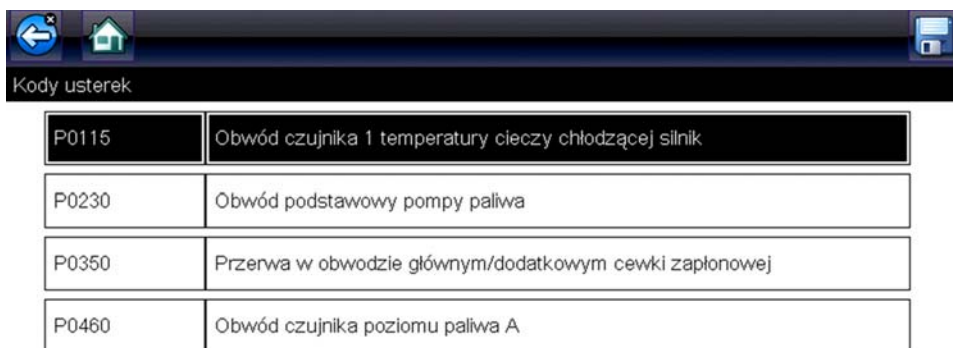 Kody usterek
P0115 Obwód czujnika 1 temperatury cieczy chłodzącej silnik
P0230 Obwód podstawowy pompy paliwa
P0350 Przerwa w obwodzie głównym/dodatkowym cewki zapłonowej
P0460 Obwód czujnika poziomu paliwa A